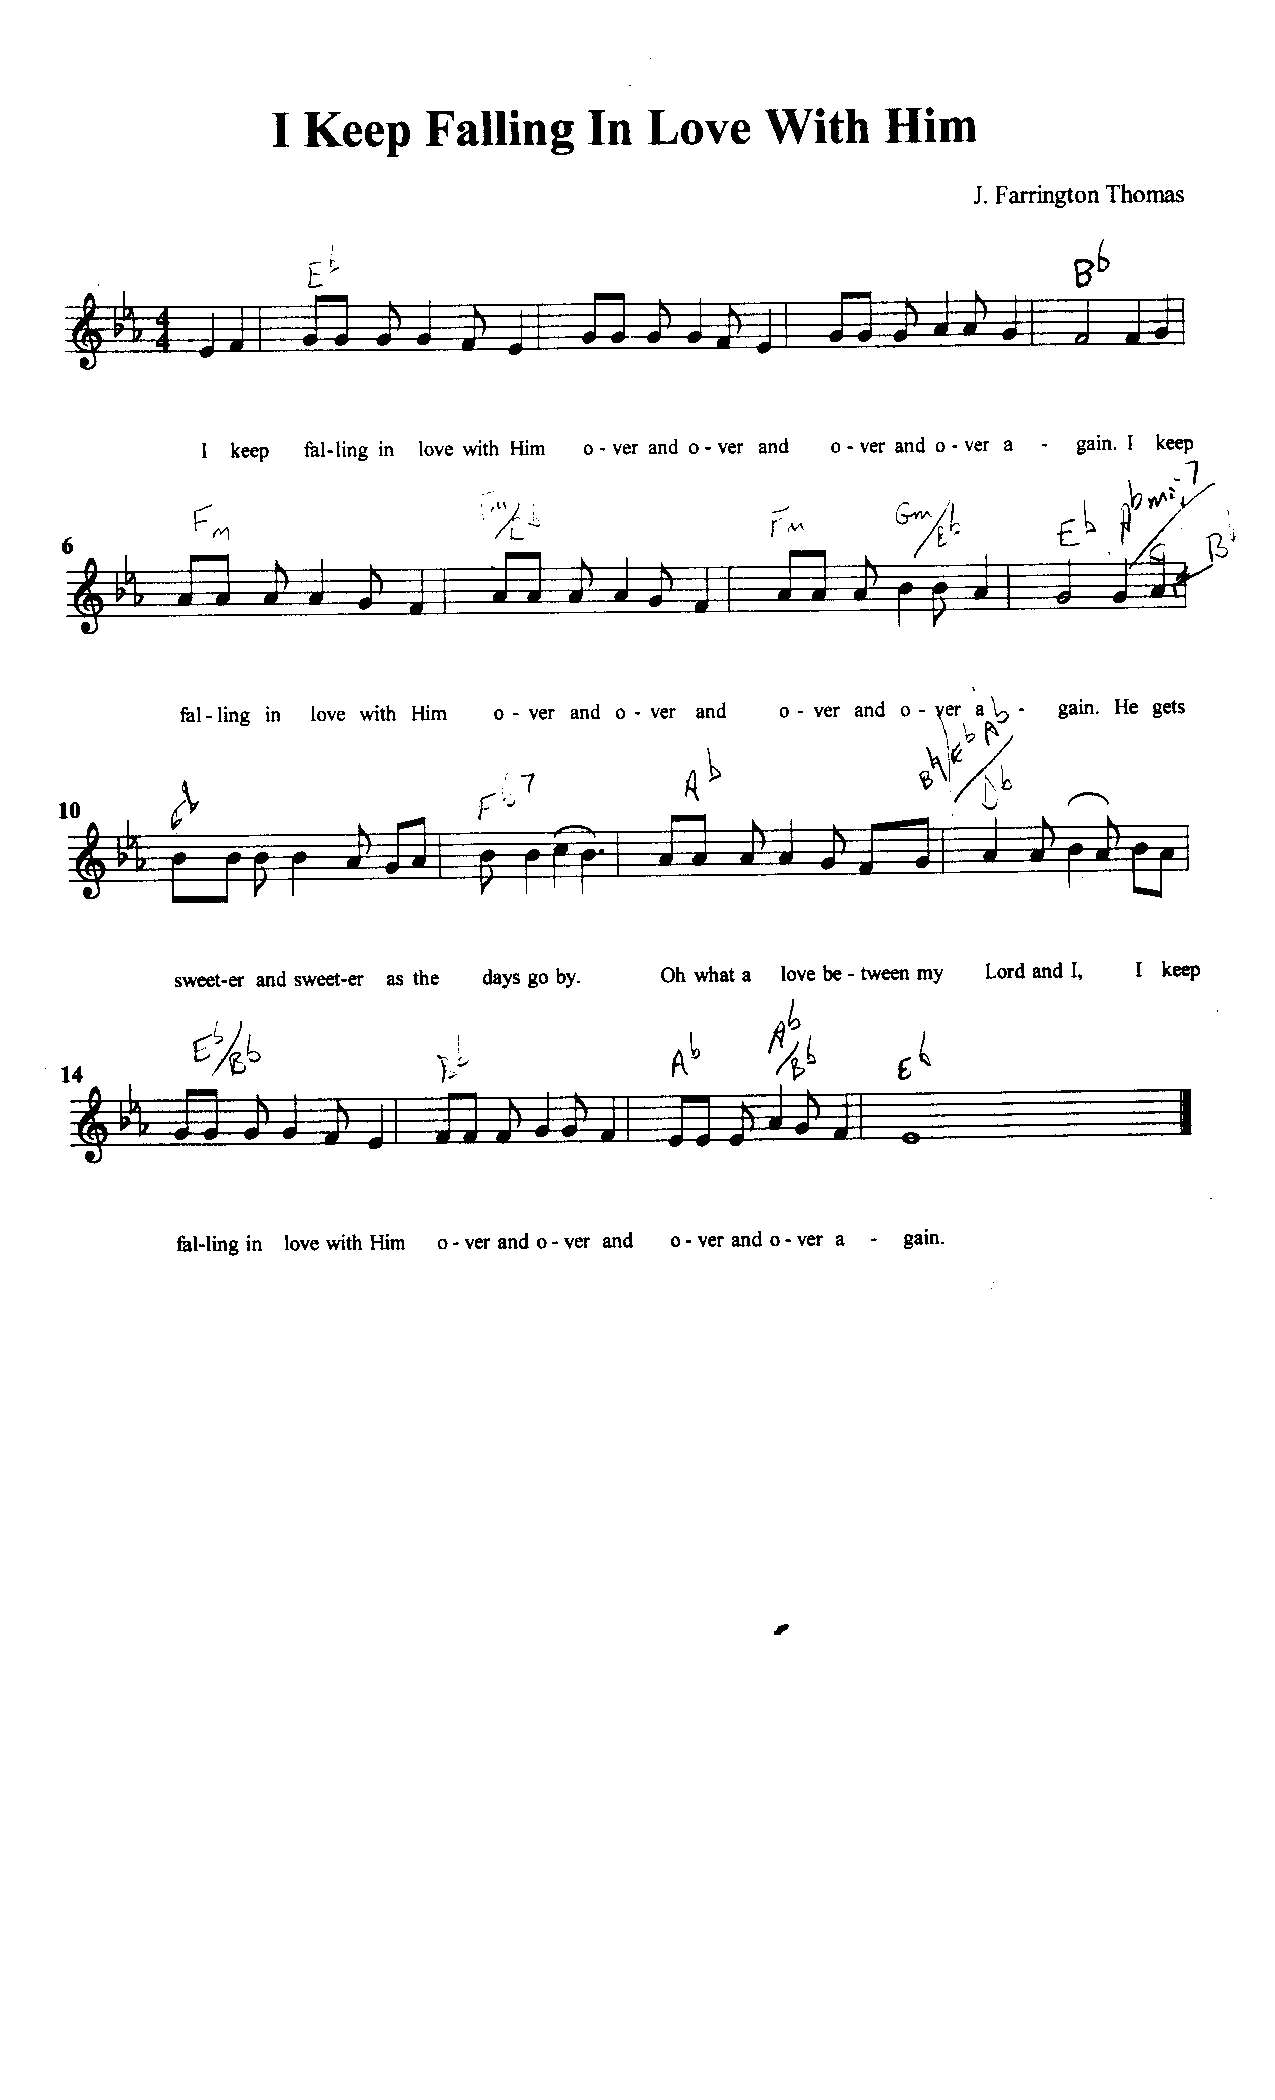 I Keep Falling In Love With Him
J. Farrington Thomas
E♭ B♭
4
4
I keep fal-ling in love with Him o - ver and o - ver and o - ver and o - ver a - gain. I keep
Fm Fm Gm/E♭ E♭ A♭mi7 B♭
6
fal - ling in love with Him o - ver and o - ver and o - ver and o - ver a - gain. He gets
A♭ B♮/E♭ A♭/D♭
10
sweet-er and sweet-er as the days go by. Oh what a love be - tween my Lord and I, I keep
E♭/B♭ A♭ A♭/B♭ E♭
14
fal-ling in love with Him o - ver and o - ver and o - ver and o - ver a - gain.